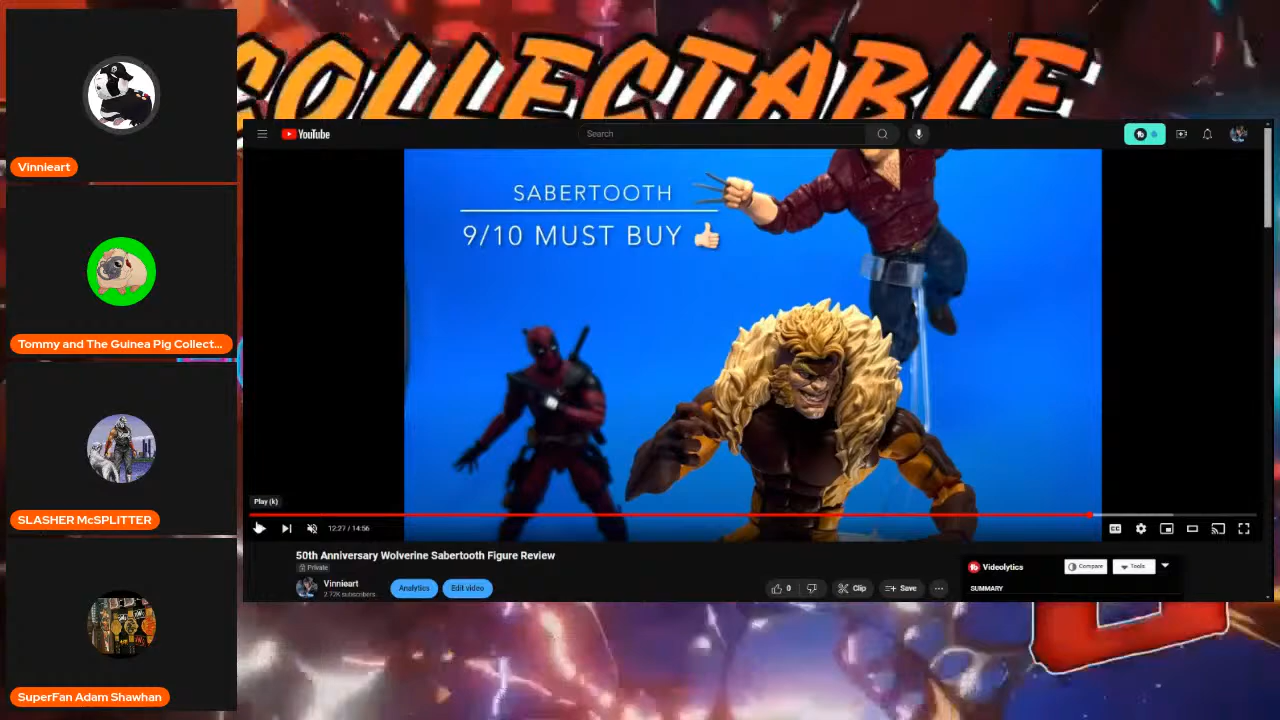 COLLECTABLE
Vinnieart
Tommy and The Guinea Pig Collect...
SLASHER McSPLITTER
SuperFan Adam Shawhan
YouTube
Search
SABERTOOTH
9/10 MUST BUY 👍🏻
Play (k)
12:27 / 14:56
CC
50th Anniversary Wolverine Sabertooth Figure Review
Private
Vinnieart
2.77K subscribers
Analytics
Edit video
0
Clip
Save
Videolytics
Compare
Tools
SUMMARY